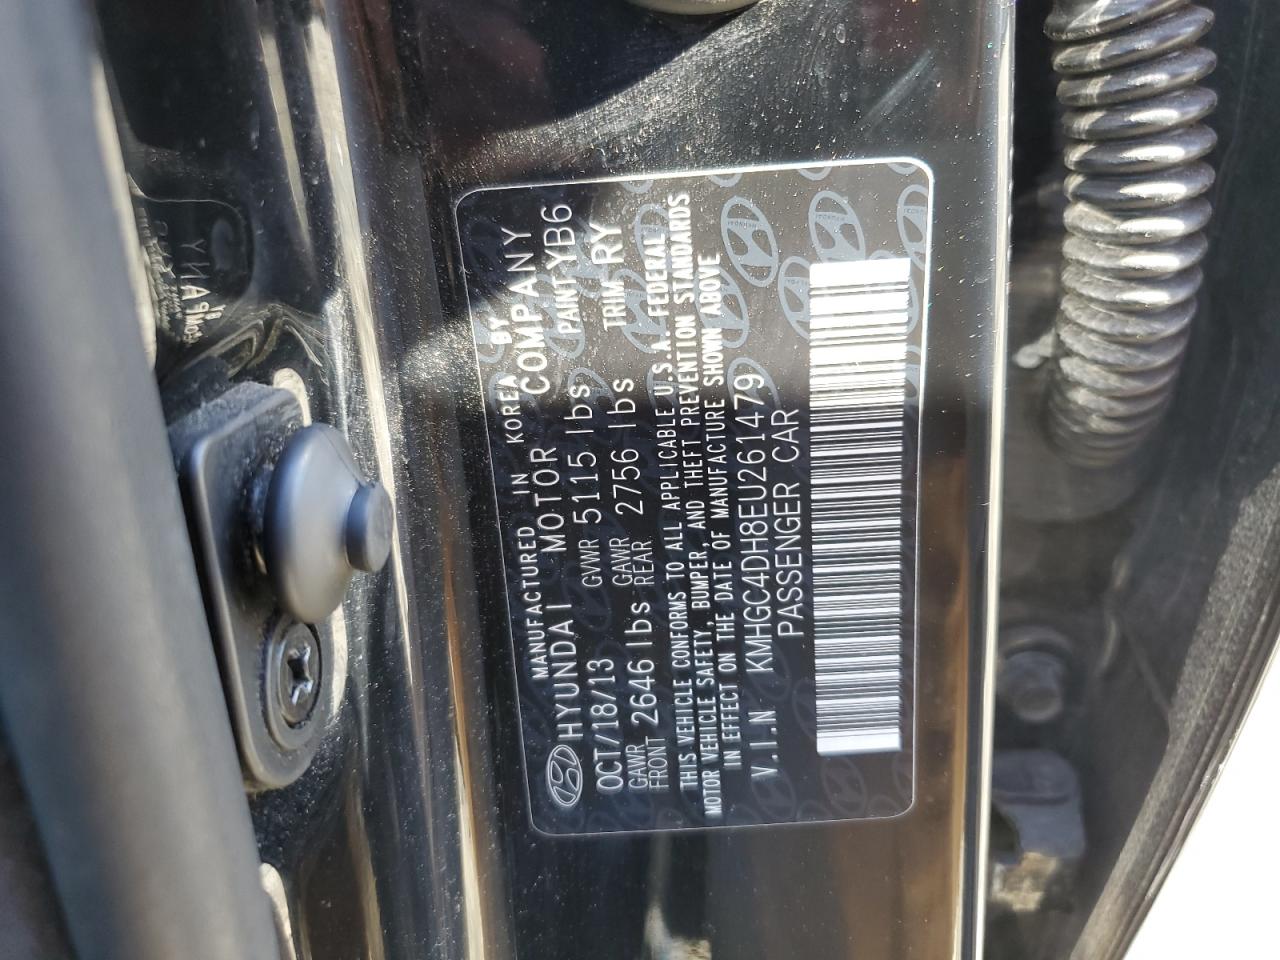 MANUFACTURED IN KOREA BY
HYUNDAI MOTOR COMPANY
OCT/18/13 GVWR 5115 lbs PAINT YB6
GAWR FRONT 2646 lbs GAWR REAR 2756 lbs TRIM RY
THIS VEHICLE CONFORMS TO ALL APPLICABLE U.S.A. FEDERAL
MOTOR VEHICLE SAFETY, BUMPER, AND THEFT PREVENTION STANDARDS
IN EFFECT ON THE DATE OF MANUFACTURE SHOWN ABOVE
V.I.N KMHGC4DH8EU261479
PASSENGER CAR